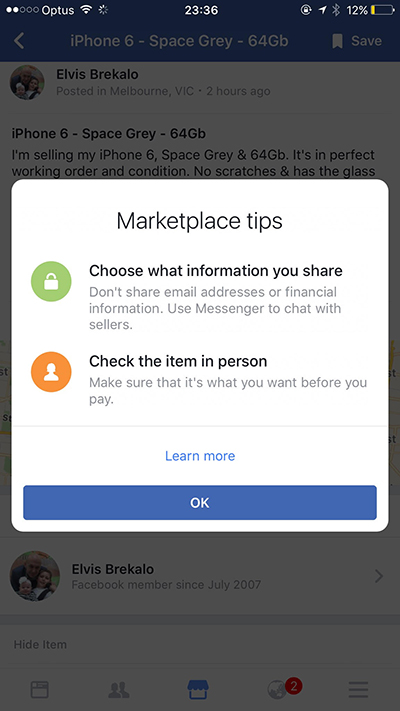 Optus 23:36 12%
iPhone 6 - Space Grey - 64Gb Save
Elvis Brekalo
Posted in Melbourne, VIC • 2 hours ago
iPhone 6 - Space Grey - 64Gb
I'm selling my iPhone 6, Space Grey & 64Gb. It's in perfect
working order and condition. No scratches & has the glass
Marketplace tips
Choose what information you share
Don't share email addresses or financial
information. Use Messenger to chat with
sellers.
Check the item in person
Make sure that it's what you want before you
pay.
Learn more
OK
Elvis Brekalo
Facebook member since July 2007
Hide Item
2